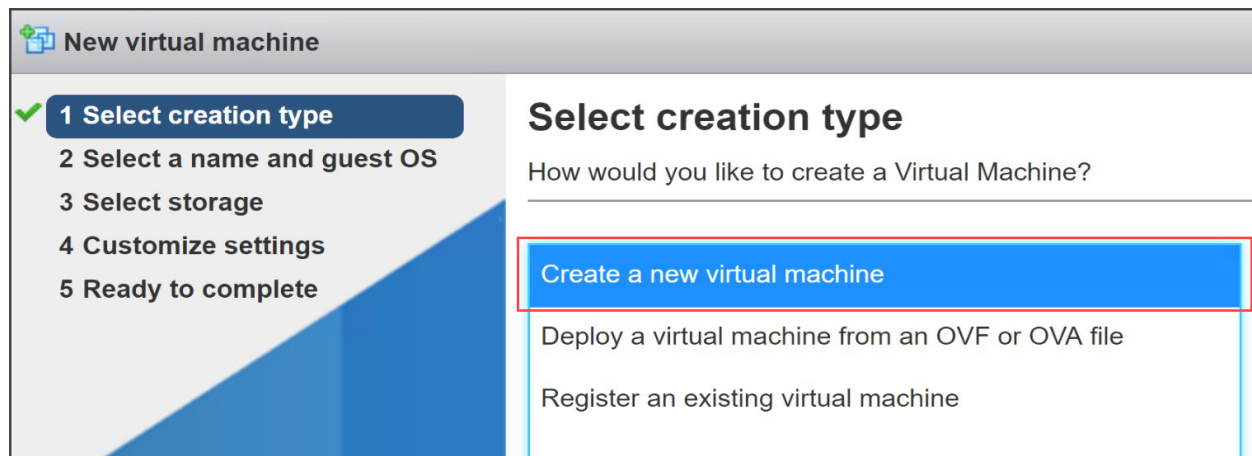 New virtual machine
1 Select creation type
2 Select a name and guest OS
3 Select storage
4 Customize settings
5 Ready to complete
Select creation type
How would you like to create a Virtual Machine?
Create a new virtual machine
Deploy a virtual machine from an OVF or OVA file
Register an existing virtual machine